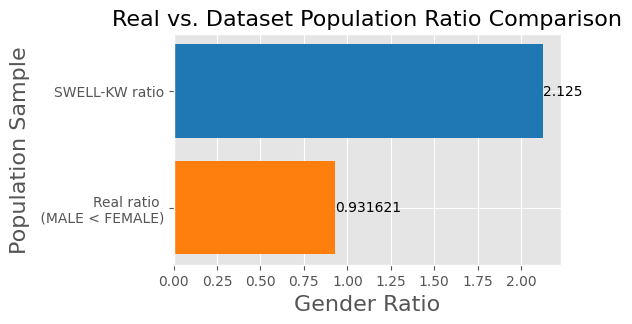 Real vs. Dataset Population Ratio Comparison
Population Sample
SWELL-KW ratio
2.125
Real ratio
(MALE < FEMALE)
0.931621
0.00 0.25 0.50 0.75 1.00 1.25 1.50 1.75 2.00
Gender Ratio